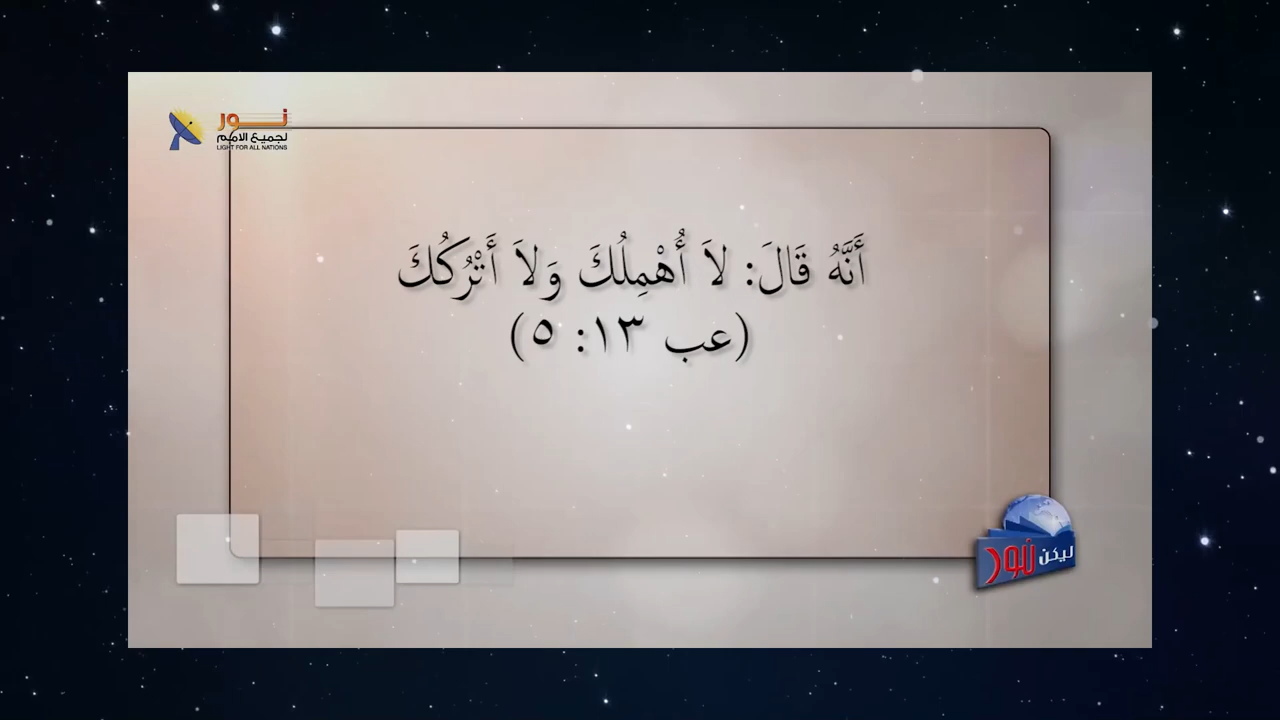 نور
لجميع الامم
LIGHT FOR ALL NATIONS
أَنَّهُ قَالَ: لاَ أُهْمِلُكَ وَلاَ أَتْرُكُكَ
(عب ١٣: ٥)
ليكن نور